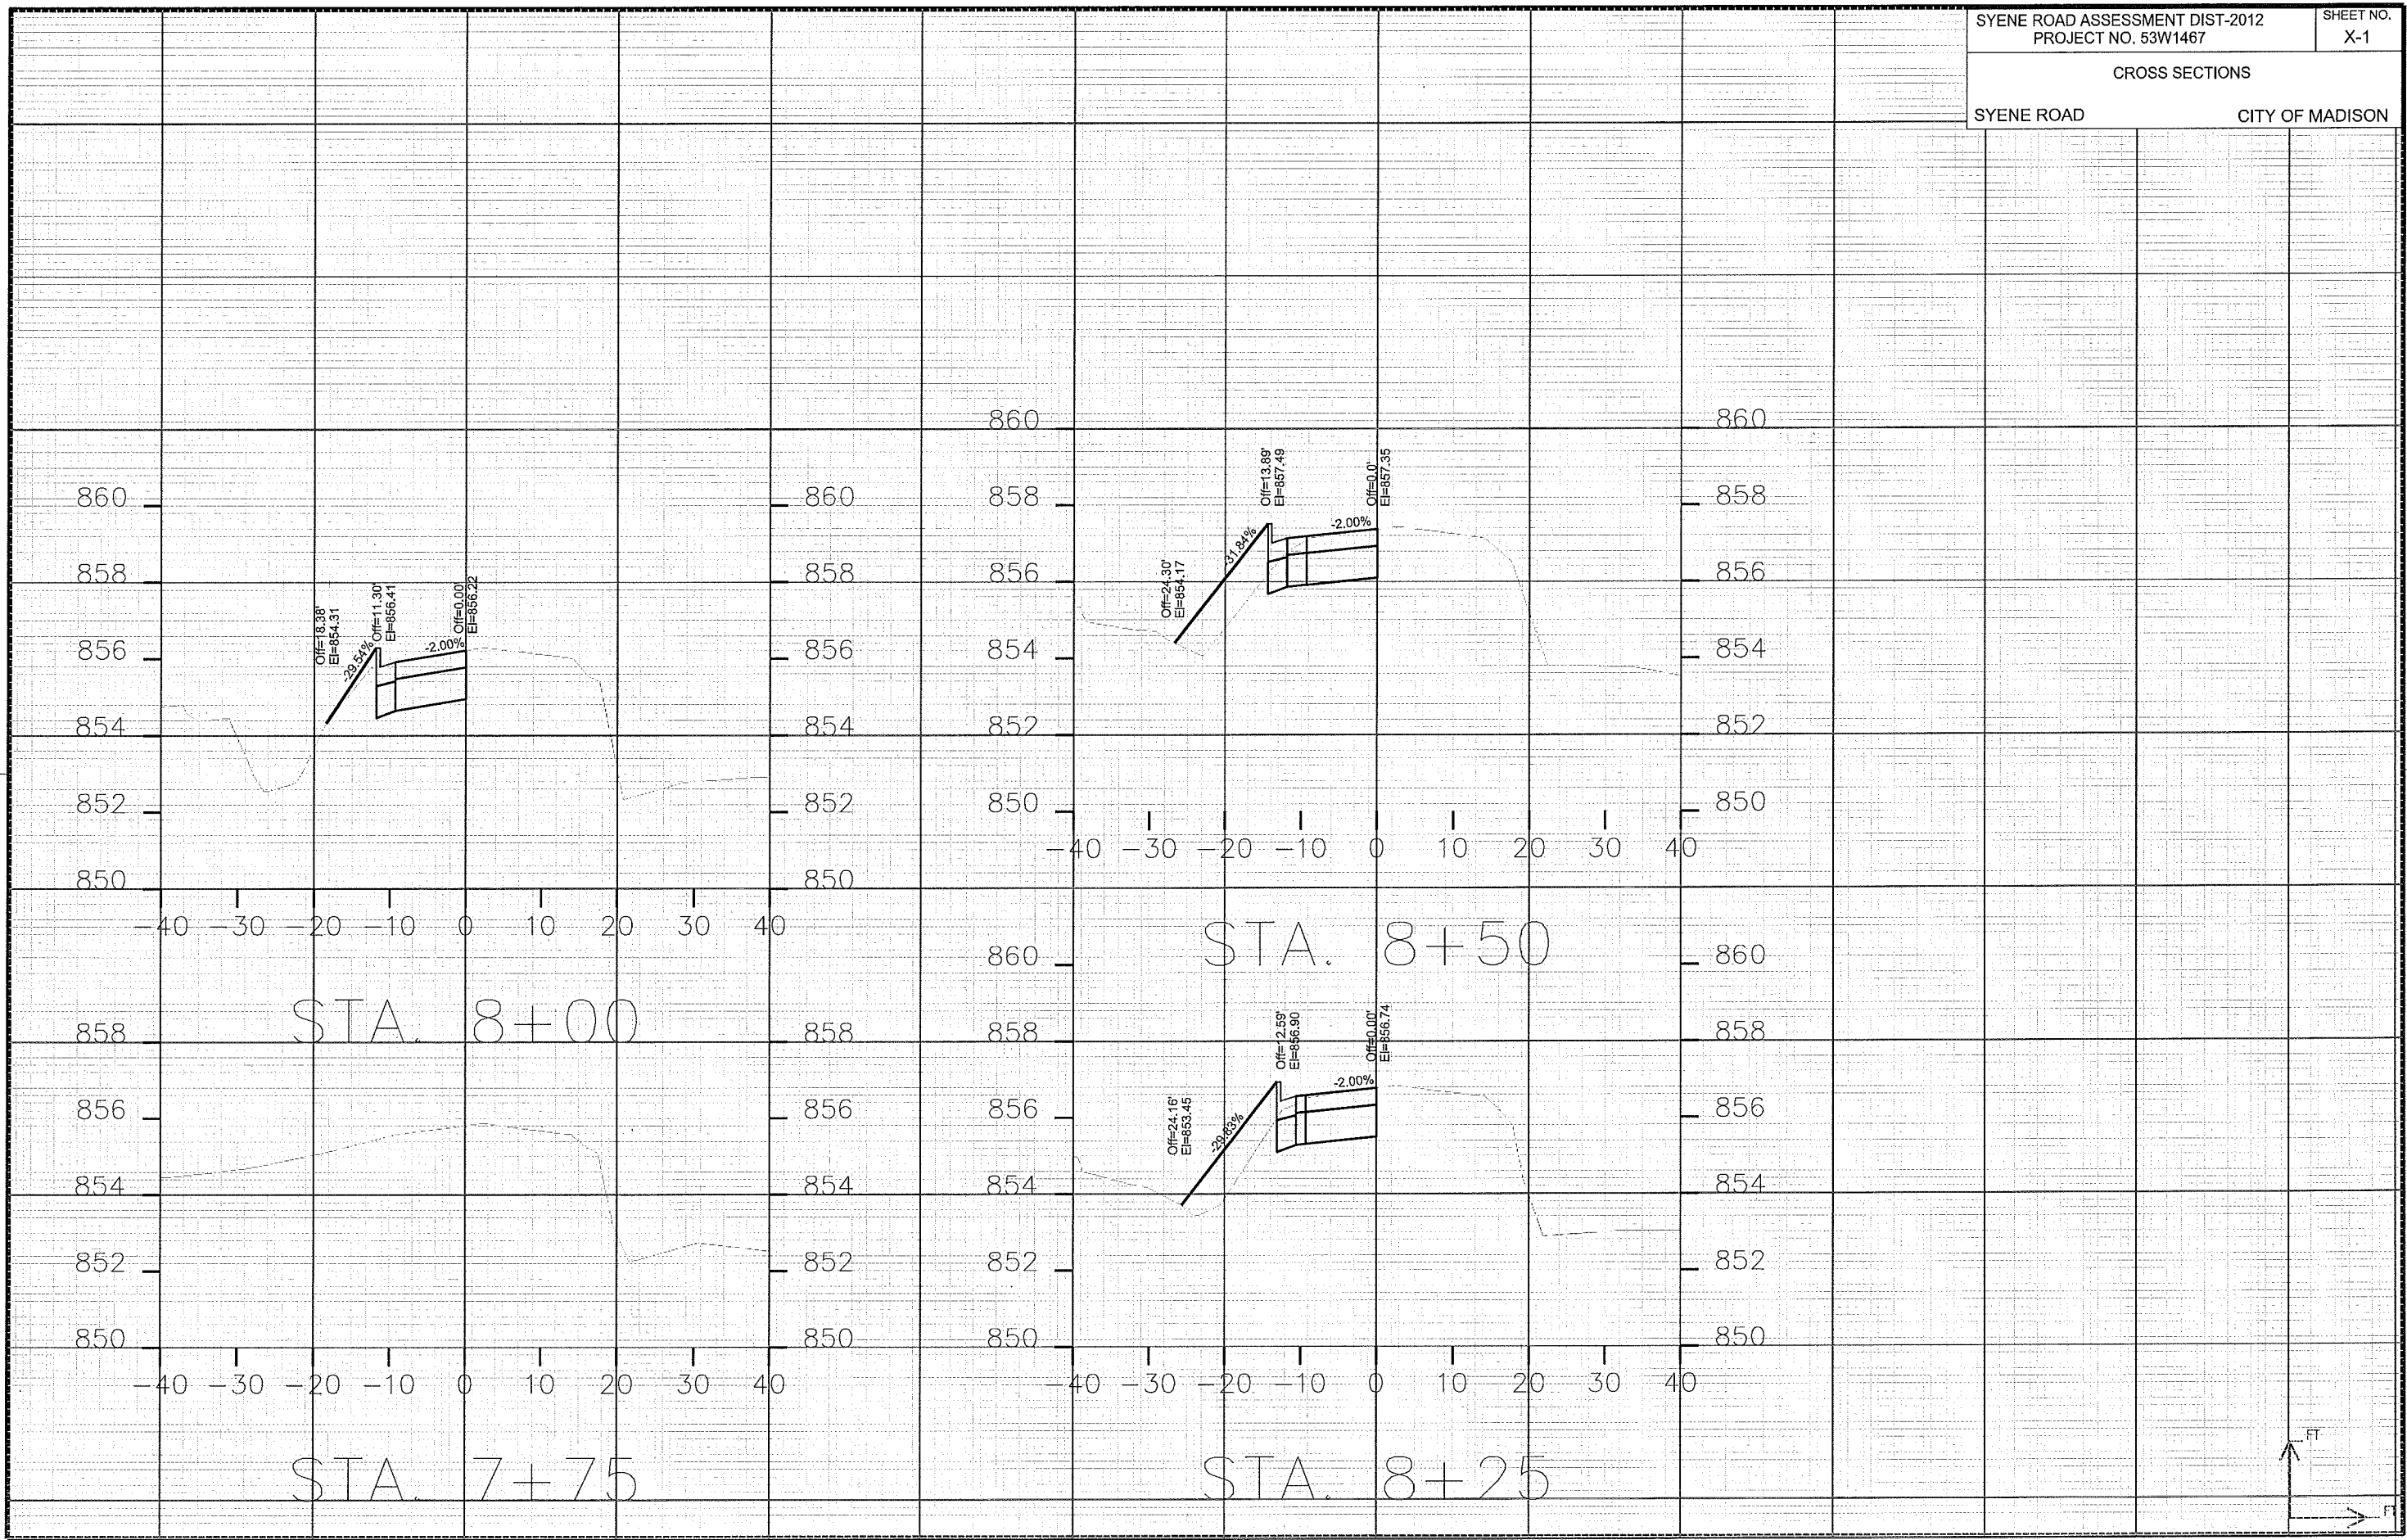 SYENE ROAD ASSESSMENT DIST-2012
PROJECT NO. 53W1467
SHEET NO.
X-1
CROSS SECTIONS
SYENE ROAD CITY OF MADISON
860 860
858 858
856 856
854 854
852 852
850 850
Off=18.38'
El=854.31
-29.54%
Off=11.30'
El=856.41
-2.00%
Off=0.00'
El=856.22
-40 -30 -20 -10 0 10 20 30 40
STA. 8+00
858 858
856 856
854 854
852 852
850 850
-40 -30 -20 -10 0 10 20 30 40
STA. 7+75
860 860
858 858
856 856
854 854
852 852
850 850
Off=24.30'
El=854.17
-31.84%
Off=13.89'
El=857.49
-2.00%
Off=0.0'
El=857.35
-40 -30 -20 -10 0 10 20 30 40
STA. 8+50
860 860
858 858
856 856
854 854
852 852
850 850
Off=24.16'
El=853.45
-29.83%
Off=12.59'
El=856.90
-2.00%
Off=0.00'
El=856.74
-40 -30 -20 -10 0 10 20 30 40
STA. 8+25
FT